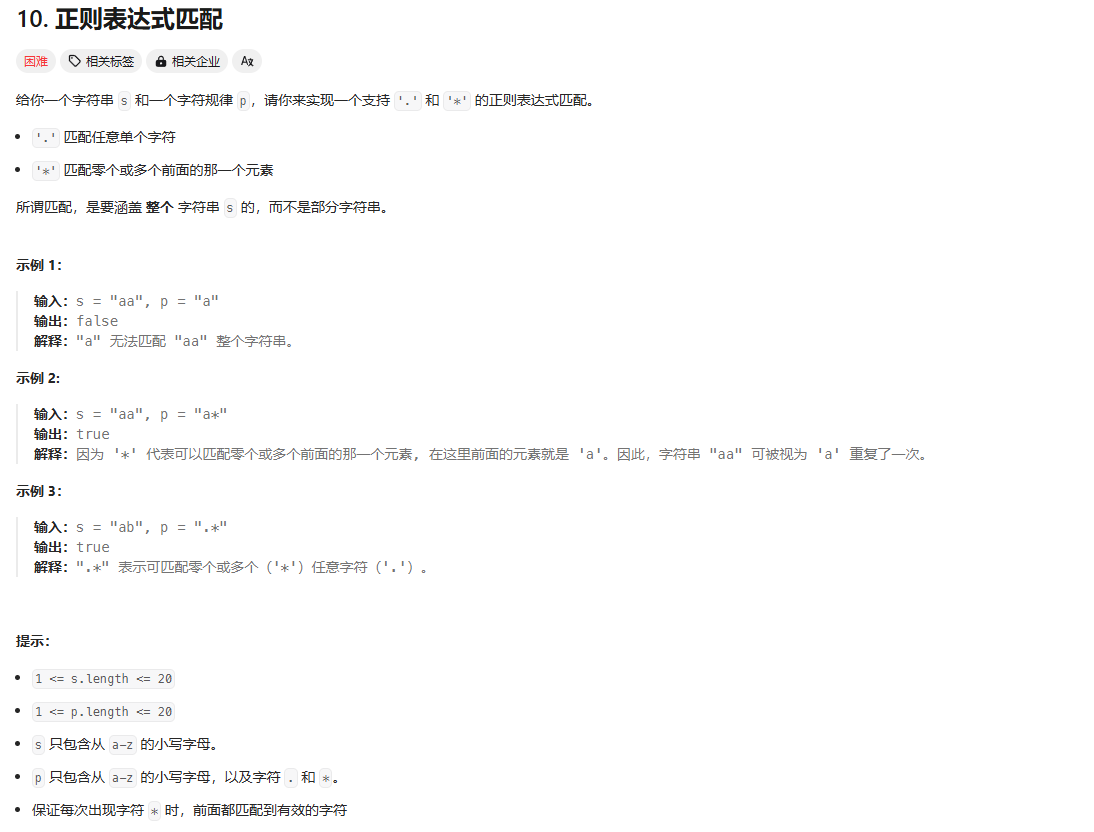 10. 正则表达式匹配
困难 相关标签 相关企业 Aあ
给你一个字符串 s 和一个字符规律 p，请你来实现一个支持 '.' 和 '*' 的正则表达式匹配。
'.' 匹配任意单个字符
'*' 匹配零个或多个前面的那一个元素
所谓匹配，是要涵盖 整个 字符串 s 的，而不是部分字符串。
示例 1：
输入：s = "aa", p = "a"
输出：false
解释："a" 无法匹配 "aa" 整个字符串。
示例 2:
输入：s = "aa", p = "a*"
输出：true
解释：因为 '*' 代表可以匹配零个或多个前面的那一个元素, 在这里前面的元素就是 'a'。因此，字符串 "aa" 可被视为 'a' 重复了一次。
示例 3：
输入：s = "ab", p = ".*"
输出：true
解释：".*" 表示可匹配零个或多个（'*'）任意字符（'.'）。
提示：
1 <= s.length <= 20
1 <= p.length <= 20
s 只包含从 a-z 的小写字母。
p 只包含从 a-z 的小写字母，以及字符 . 和 *。
保证每次出现字符 * 时，前面都匹配到有效的字符